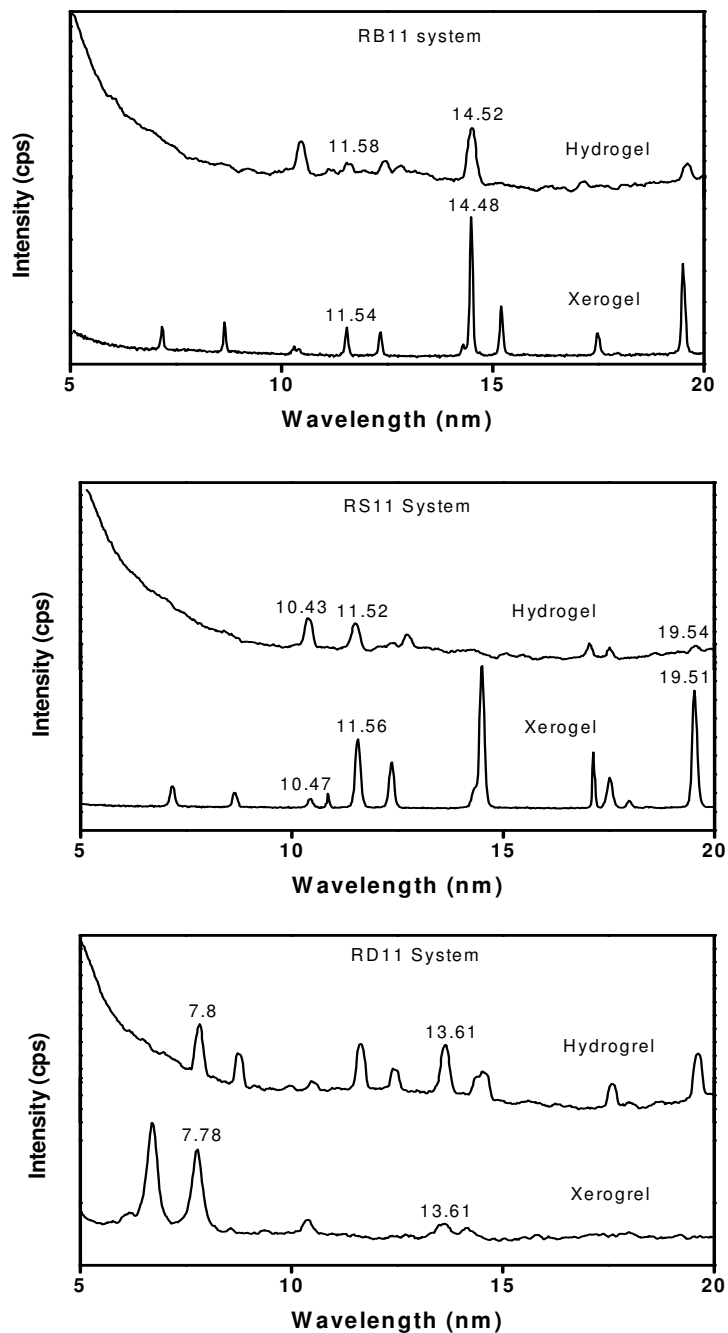 RB11 system
14.52
11.58
Hydrogel
14.48
Xerogel
11.54
Intensity (cps)
5 10 15 20
Wavelength (nm)
RS11 System
10.43 11.52 Hydrogel
19.54
19.51
11.56 Xerogel
10.47
Intensity (cps)
5 10 15 20
Wavelength (nm)
RD11 System
7.8
13.61
Hydrogrel
7.78
Xerogrel
13.61
Intensity (cps)
5 10 15 20
Wavelength (nm)